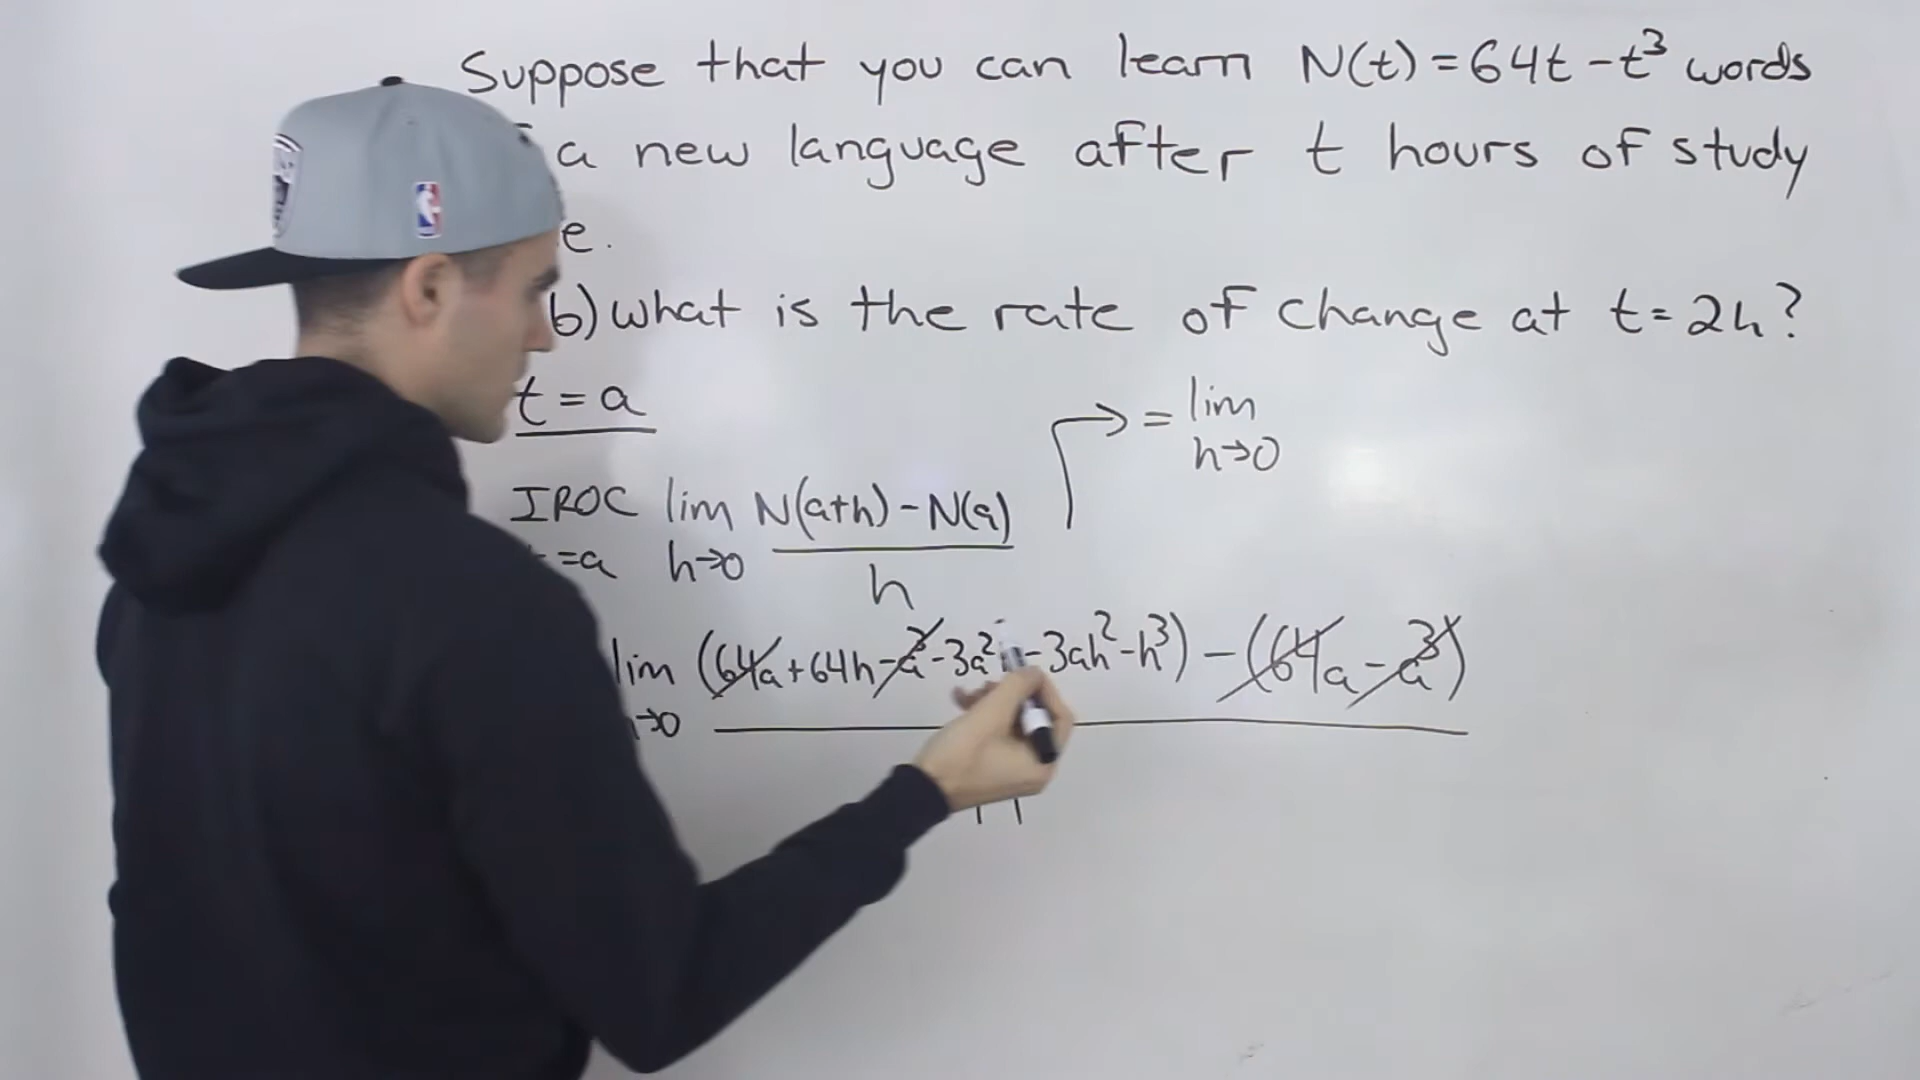 Suppose that you can learn N(t) = 64t - t³ words
a new language after t hours of study
e.
b) What is the rate of change at t = 2h?
t = a
→ = lim
h→0
IROC lim N(a+h) - N(a)
=a h→0 h
lim (64a + 64h - a³ - 3a² - 3ah² - h³) - (64a - a³)
→0